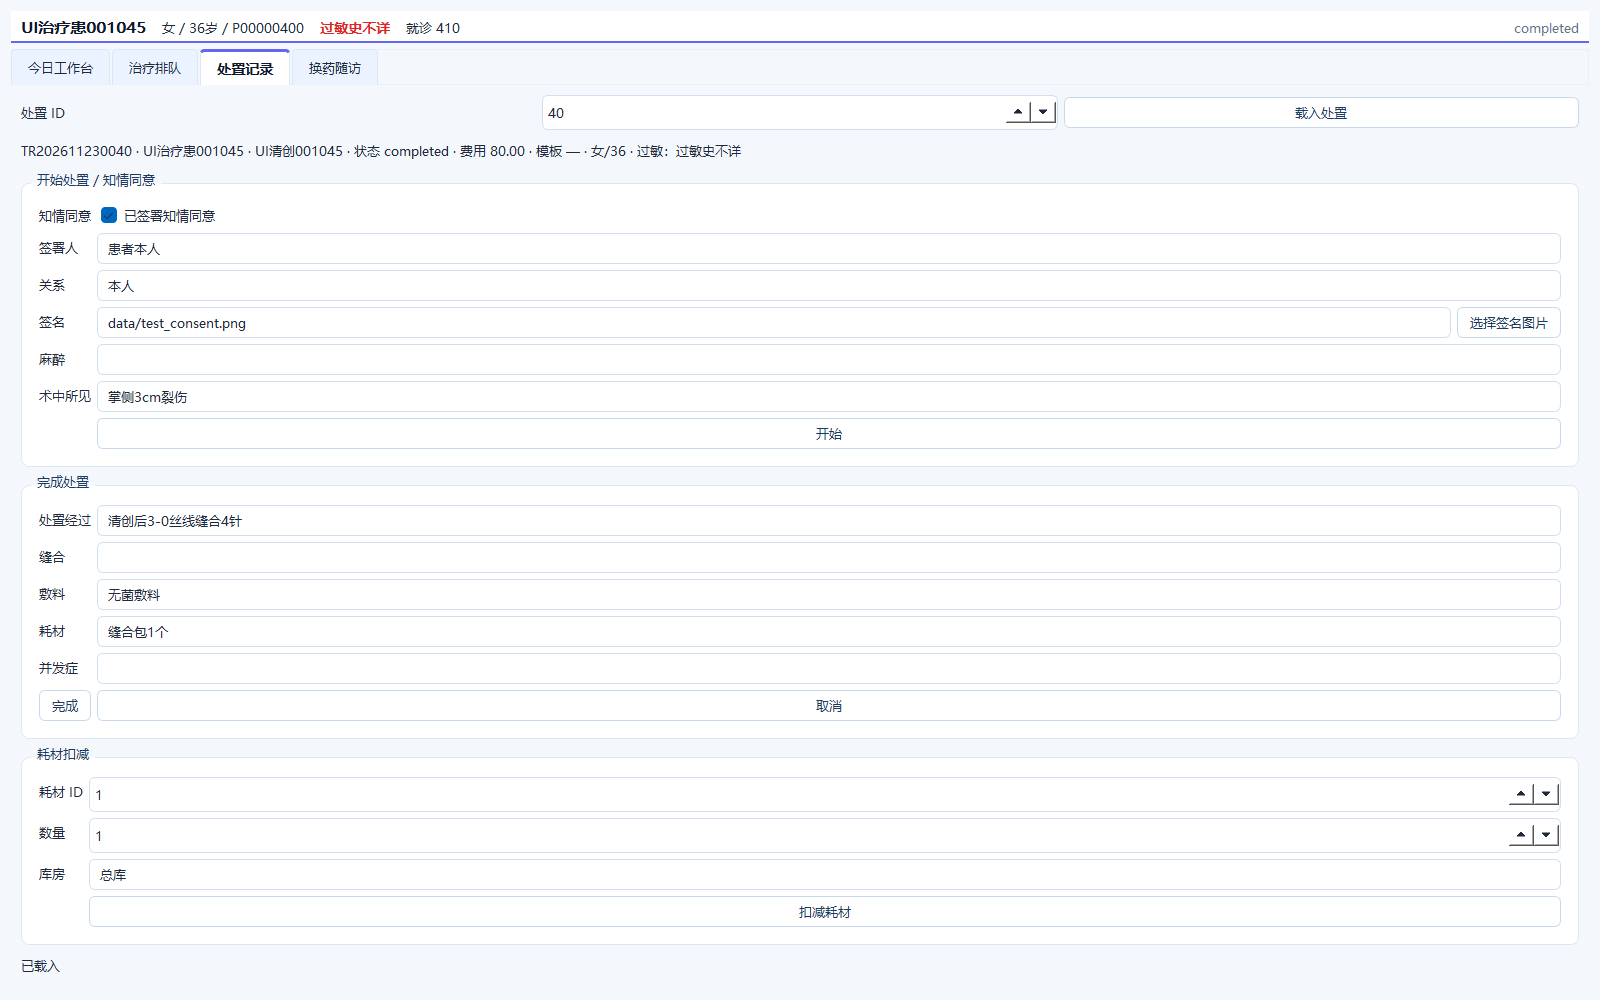 UI治疗患001045 女 / 36岁 / P00000400 过敏史不详 就诊 410 completed
今日工作台 治疗排队 处置记录 换药随访
处置 ID 40 载入处置
TR202611230040 · UI治疗患001045 · UI清创001045 · 状态 completed · 费用 80.00 · 模板 — · 女/36 · 过敏：过敏史不详
开始处置 / 知情同意
知情同意 已签署知情同意
签署人 患者本人
关系 本人
签名 data/test_consent.png 选择签名图片
麻醉
术中所见 掌侧3cm裂伤
开始
完成处置
处置经过 清创后3-0丝线缝合4针
缝合
敷料 无菌敷料
耗材 缝合包1个
并发症
完成 取消
耗材扣减
耗材 ID 1
数量 1
库房 总库
扣减耗材
已载入